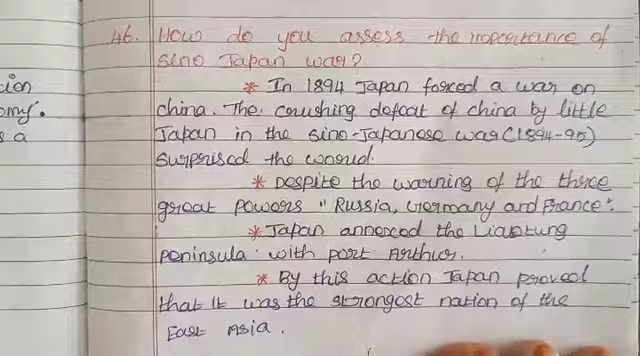 46. How do you assess the importance of
sino Japan war?
* In 1894 Japan forced a war on
china. The crushing defeat of china by little
Japan in the sino-Japanese war (1894-95)
surprised the world.
* Despite the warning of the three
great powers "Russia, Germany and France".
* Japan annexed the Liaotung
peninsula with port Arthur.
* By this action Japan proved
that it was the strongest nation of the
East Asia.
ion
omy.
s a